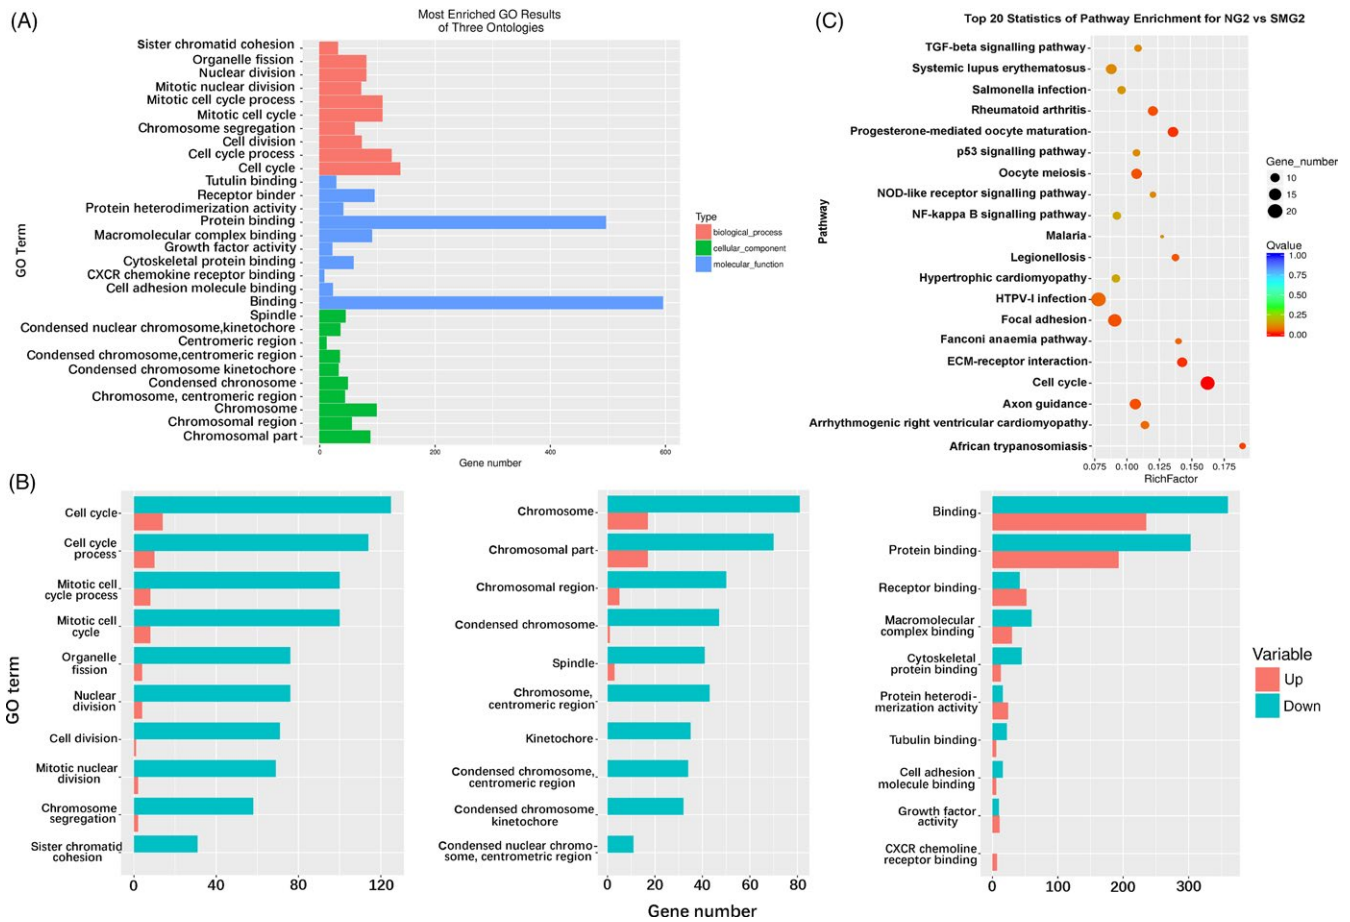 (A)
Most Enriched GO Results
of Three Ontologies
GO Term
Sister chromatid cohesion
Organelle fission
Nuclear division
Mitotic nuclear division
Mitotic cell cycle process
Mitotic cell cycle
Chromosome segregation
Cell division
Cell cycle process
Cell cycle
Tutulin binding
Receptor binder
Protein heterodimerization activity
Protein binding
Macromolecular complex binding
Growth factor activity
Cytoskeletal protein binding
CXCR chemokine receptor binding
Cell adhesion molecule binding
Binding
Spindle
Condensed nuclear chromosome,kinetochore
Centromeric region
Condensed chromosome,centromeric region
Condensed chromosome kinetochore
Condensed chronosome
Chromosome, centromeric region
Chromosome
Chromosomal region
Chromosomal part
0 200 400 600
Gene number
Type
biological_process
cellular_component
molecular_function
(C)
Top 20 Statistics of Pathway Enrichment for NG2 vs SMG2
Pathway
TGF-beta signalling pathway
Systemic lupus erythematosus
Salmonella infection
Rheumatoid arthritis
Progesterone-mediated oocyte maturation
p53 signalling pathway
Oocyte meiosis
NOD-like receptor signalling pathway
NF-kappa B signalling pathway
Malaria
Legionellosis
Hypertrophic cardiomyopathy
HTPV-I infection
Focal adhesion
Fanconi anaemia pathway
ECM-receptor interaction
Cell cycle
Axon guidance
Arrhythmogenic right ventricular cardiomyopathy
African trypanosomiasis
0.075 0.100 0.125 0.150 0.175
RichFactor
Gene_number
10
15
20
Qvalue
1.00
0.75
0.50
0.25
0.00
(B)
GO term
Cell cycle
Cell cycle
process
Mitotic cell
cycle process
Mitotic cell
cycle
Organelle
fission
Nuclear
division
Cell division
Mitotic nuclear
division
Chromosome
segregation
Sister chromatid
cohesion
0 40 80 120
Chromosome
Chromosomal part
Chromosomal region
Condensed chromosome
Spindle
Chromosome,
centromeric region
Kinetochore
Condensed chromosome,
centromeric region
Condensed chromosome
kinetochore
Condensed nuclear chromo-
some, centrometric region
0 20 40 60 80
Gene number
Binding
Protein binding
Receptor binding
Macromolecular
complex binding
Cytoskeletal
protein binding
Protein heterodi-
merization activity
Tubulin binding
Cell adhesion
molecule binding
Growth factor
activity
CXCR chemoline
receptor binding
0 100 200 300
Variable
Up
Down